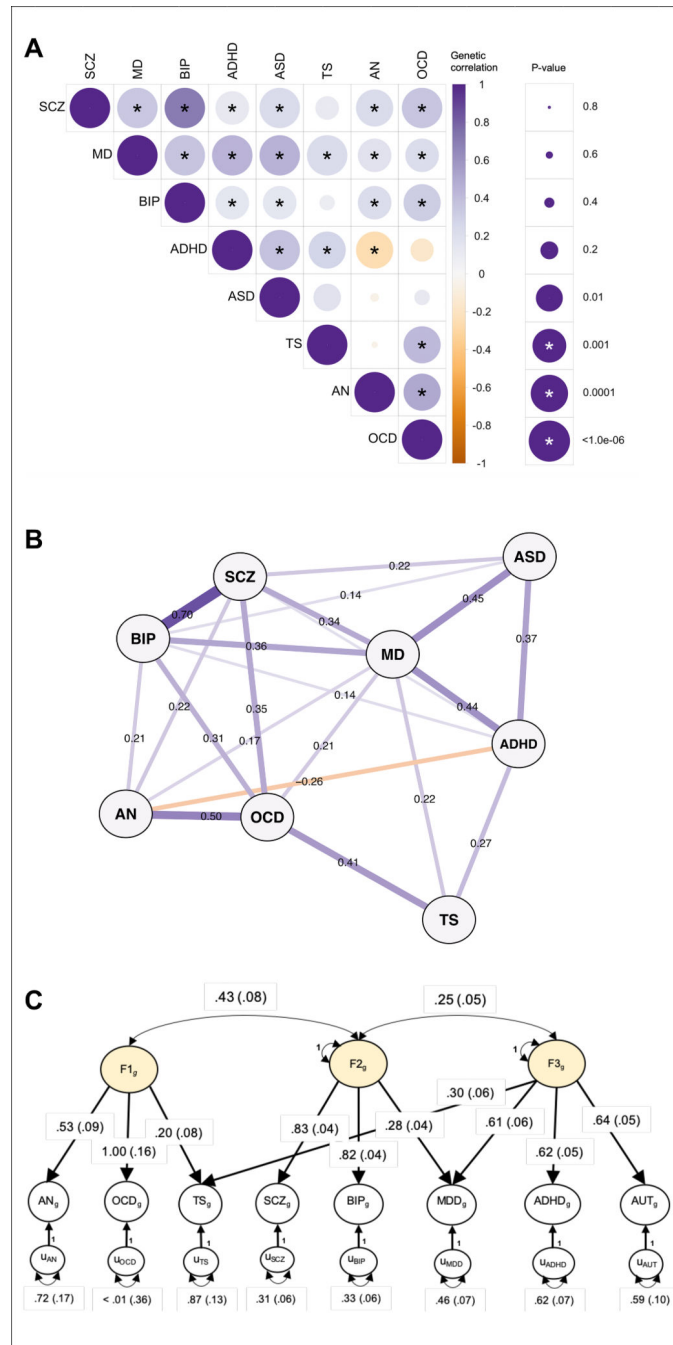 A
SCZ MD BIP ADHD ASD TS AN OCD
Genetic correlation
P-value
SCZ * * * * * *
MD * * * * * *
BIP * * * *
ADHD * * *
ASD
TS *
AN *
OCD
1
0.8
0.6
0.4
0.2
0
-0.2
-0.4
-0.6
-0.8
-1
0.8
0.6
0.4
0.2
0.01
* 0.001
* 0.0001
* <1.0e-06
B
ASD
SCZ
0.22
0.70
0.14
0.45
0.34
BIP
0.36
MD
0.37
0.14
0.44
0.22
0.35
0.21
0.31
0.17
0.21
ADHD
−0.26
0.22
AN
0.50
OCD
0.27
0.41
TS
C
.43 (.08)
.25 (.05)
1
1
F1g
F2g
F3g
.30 (.06)
.53 (.09)
.20 (.08)
.83 (.04)
.28 (.04)
.61 (.06)
.64 (.05)
1.00 (.16)
.82 (.04)
.62 (.05)
ANg OCDg TSg SCZg BIPg MDDg ADHDg AUTg
1 1 1 1 1 1 1 1
uAN uOCD uTS uSCZ uBIP uMDD uADHD uAUT
.72 (.17) < .01 (.36) .87 (.13) .31 (.06) .33 (.06) .46 (.07) .62 (.07) .59 (.10)